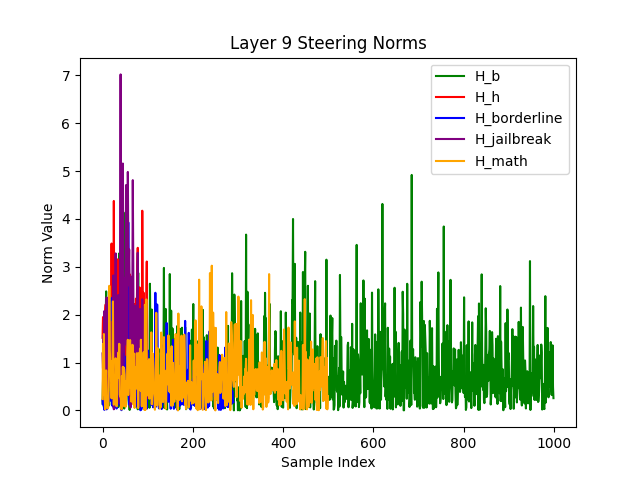 Layer 9 Steering Norms
H_b
H_h
H_borderline
H_jailbreak
H_math
Norm Value
7
6
5
4
3
2
1
0
0 200 400 600 800 1000
Sample Index